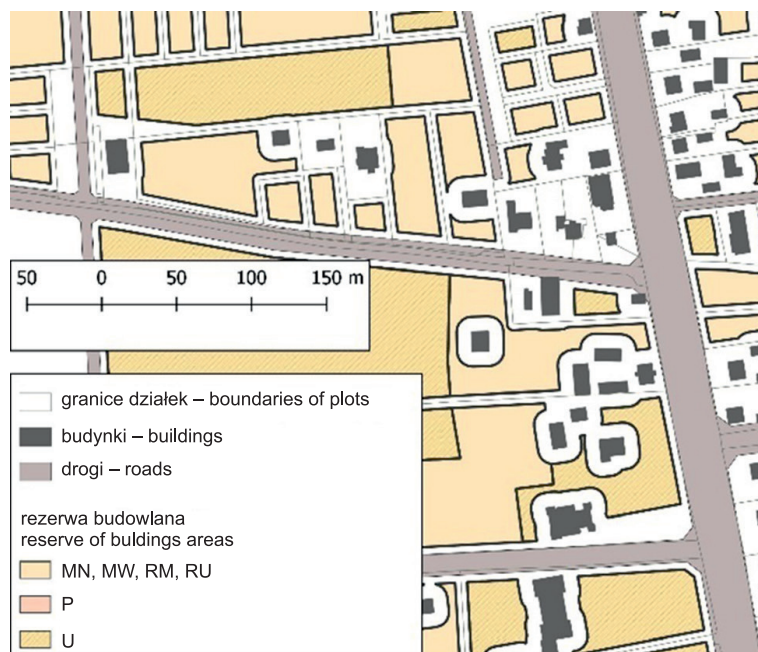 50 0 50 100 150 m
granice działek – boundaries of plots
budynki – buildings
drogi – roads
rezerwa budowlana
reserve of buldings areas
MN, MW, RM, RU
P
U